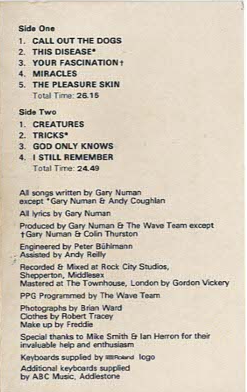 Side One
1. CALL OUT THE DOGS
2. THIS DISEASE*
3. YOUR FASCINATION†
4. MIRACLES
5. THE PLEASURE SKIN
Total Time: 26.15
Side Two
1. CREATURES
2. TRICKS*
3. GOD ONLY KNOWS
4. I STILL REMEMBER
Total Time: 24.49
All songs written by Gary Numan
except *Gary Numan & Andy Coughlan
All lyrics by Gary Numan
Produced by Gary Numan & The Wave Team except
†Gary Numan & Colin Thurston
Engineered by Peter Bühlmann
Assisted by Andy Reilly
Recorded & Mixed at Rock City Studios,
Shepperton, Middlesex
Mastered at The Townhouse, London by Gordon Vickery
PPG Programmed by The Wave Team
Photographs by Brian Ward
Clothes by Robert Tracey
Make up by Freddie
Special thanks to Mike Smith & Ian Herron for their
invaluable help and enthusiasm
Keyboards supplied by Roland logo
Additional keyboards supplied
by ABC Music, Addlestone